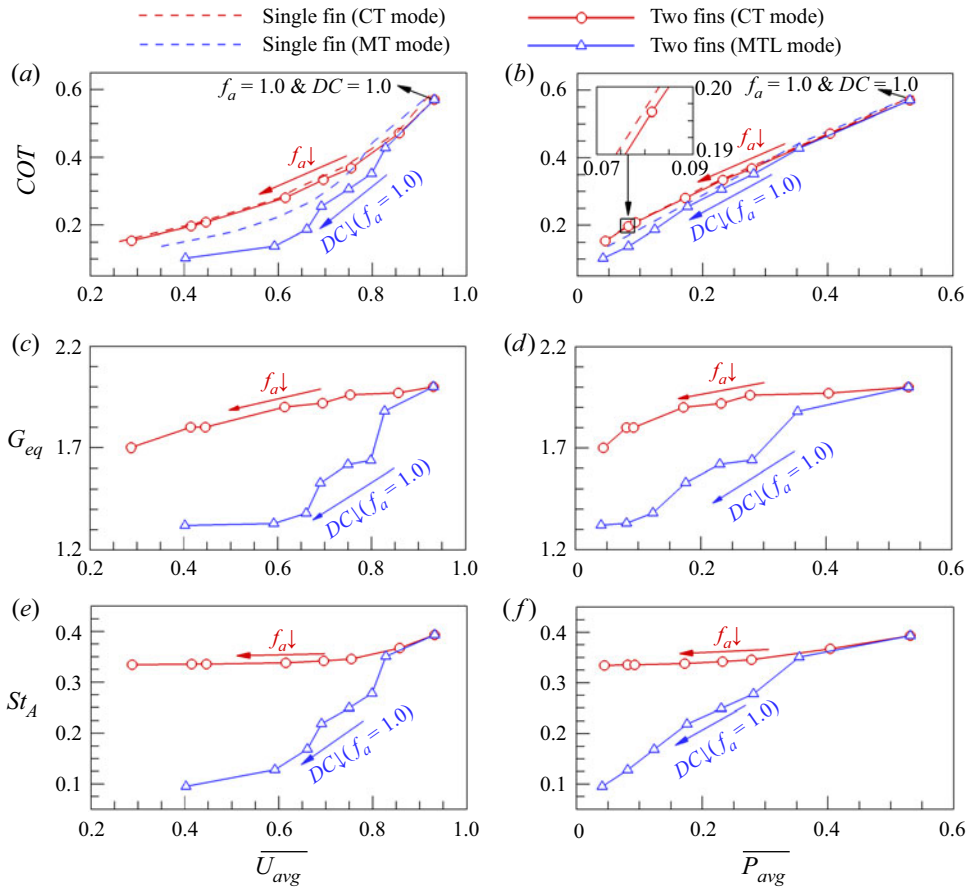 Single fin (CT mode) Two fins (CT mode)
Single fin (MT mode) Two fins (MTL mode)
(a) (b)
f_a = 1.0 & DC = 1.0
f_a = 1.0 & DC = 1.0
0.6
0.4
0.2
COT
f_a↓
DC↓(f_a = 1.0)
0.2 0.4 0.6 0.8 1.0
0.20
0.19
0.07 0.09
f_a↓
DC↓(f_a = 1.0)
0 0.2 0.4 0.6
(c) (d)
2.2
1.7
1.2
G_eq
f_a↓
DC↓(f_a = 1.0)
0.2 0.4 0.6 0.8 1.0
f_a↓
DC↓(f_a = 1.0)
0 0.2 0.4 0.6
(e) (f)
0.4
0.3
0.2
0.1
St_A
f_a↓
DC↓(f_a = 1.0)
0.2 0.4 0.6 0.8 1.0
f_a↓
DC↓(f_a = 1.0)
0 0.2 0.4 0.6
U_avg P_avg